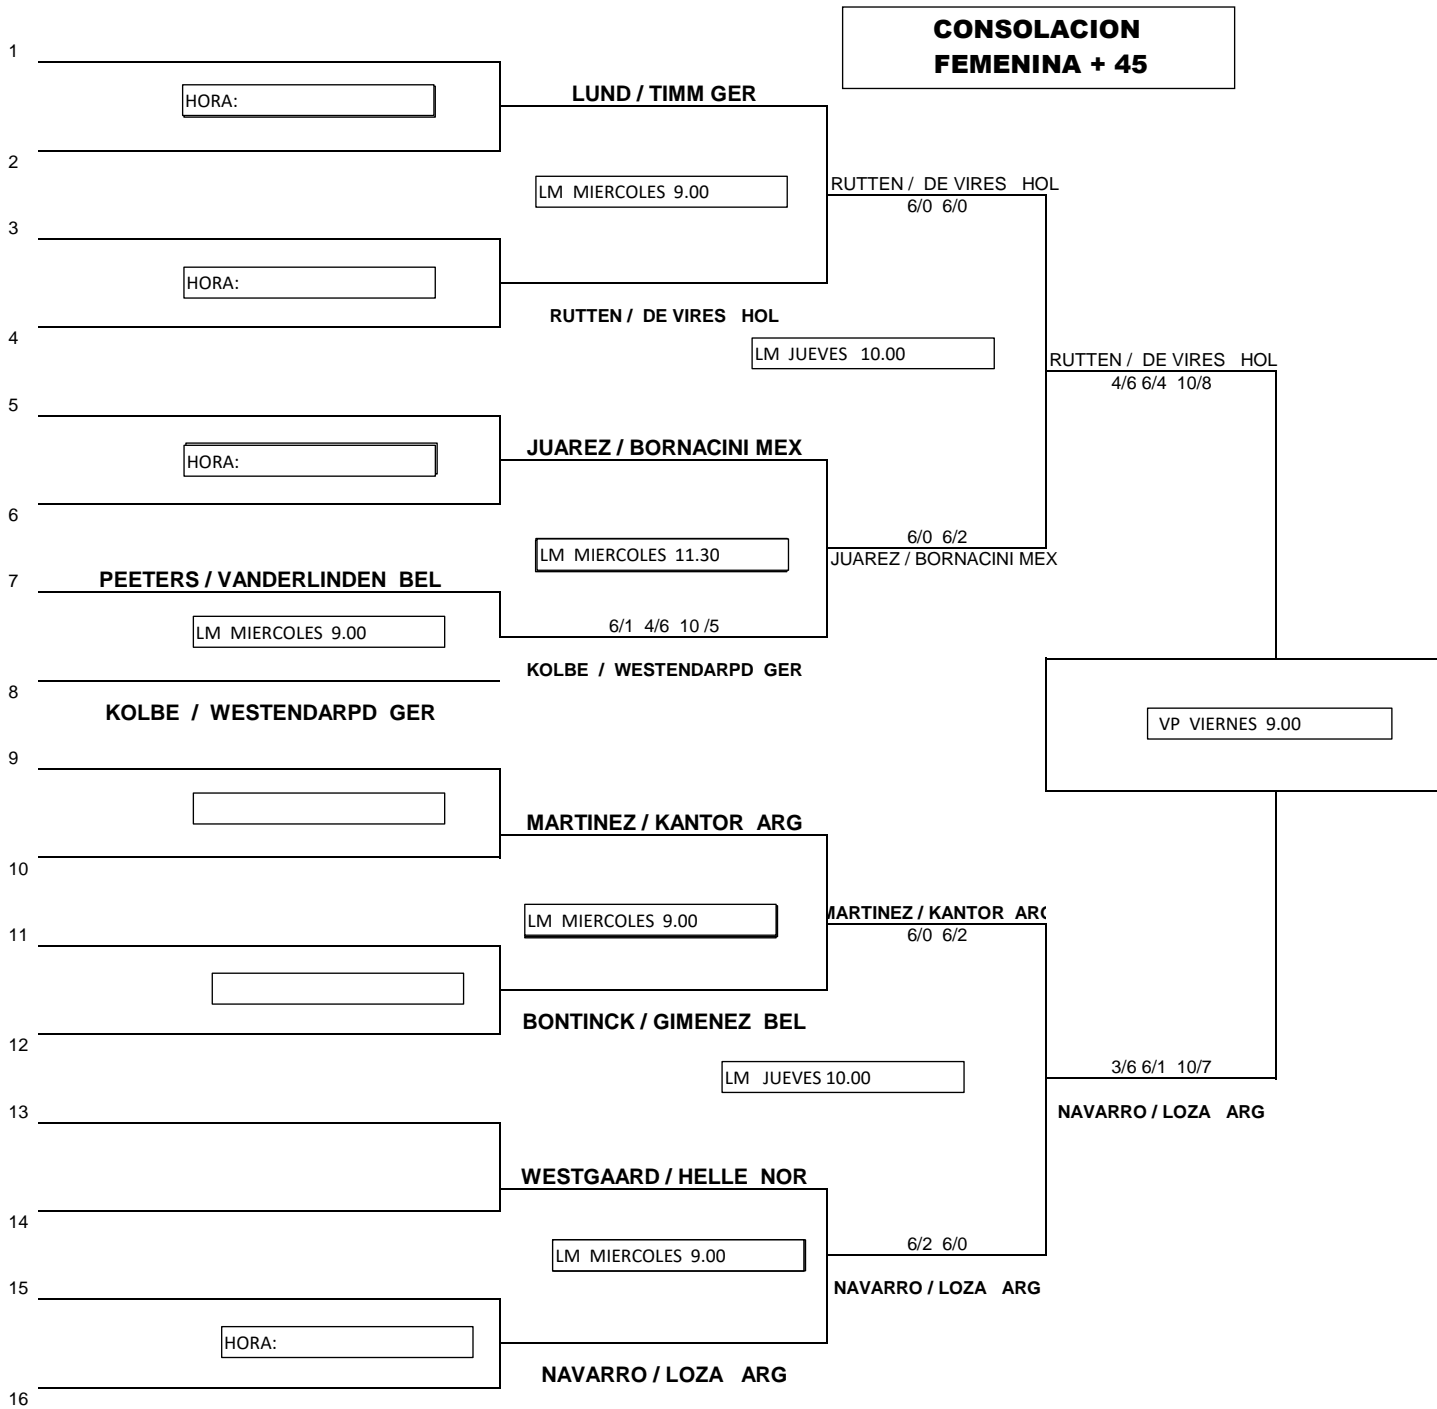 CONSOLACION
FEMENINA + 45
1
HORA:
LUND / TIMM GER
2
LM MIERCOLES 9.00
RUTTEN / DE VIRES HOL
6/0 6/0
3
HORA:
RUTTEN / DE VIRES HOL
4
LM JUEVES 10.00
RUTTEN / DE VIRES HOL
4/6 6/4 10/8
5
HORA:
JUAREZ / BORNACINI MEX
6
LM MIERCOLES 11.30
6/0 6/2
JUAREZ / BORNACINI MEX
7
PEETERS / VANDERLINDEN BEL
LM MIERCOLES 9.00
6/1 4/6 10 /5
KOLBE / WESTENDARPD GER
8
KOLBE / WESTENDARPD GER
VP VIERNES 9.00
9
MARTINEZ / KANTOR ARG
10
LM MIERCOLES 9.00
MARTINEZ / KANTOR ARG
6/0 6/2
11
BONTINCK / GIMENEZ BEL
12
LM JUEVES 10.00
3/6 6/1 10/7
NAVARRO / LOZA ARG
13
WESTGAARD / HELLE NOR
14
LM MIERCOLES 9.00
6/2 6/0
NAVARRO / LOZA ARG
15
HORA:
NAVARRO / LOZA ARG
16